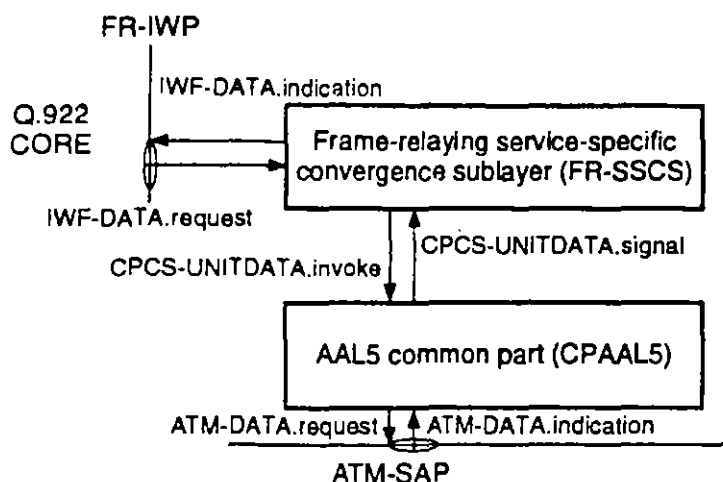 FR-IWP
IWF-DATA.indication
Q.922
CORE
Frame-relaying service-specific
convergence sublayer (FR-SSCS)
IWF-DATA.request
CPCS-UNITDATA.signal
CPCS-UNITDATA.invoke
AAL5 common part (CPAAL5)
ATM-DATA.request
ATM-DATA.indication
ATM-SAP